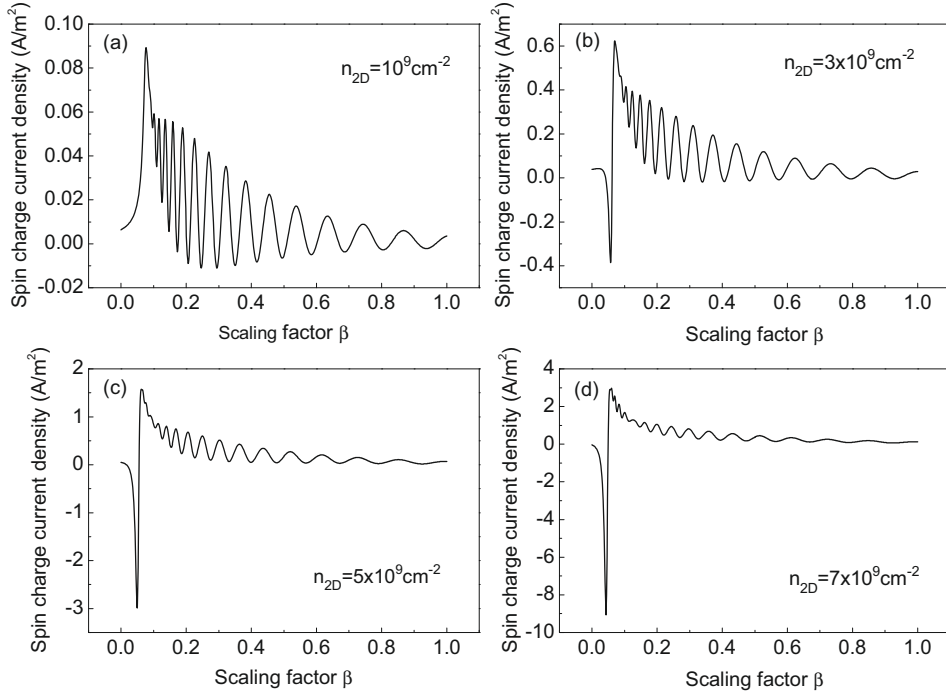 (a)
n₂D=10⁹cm⁻²
Spin charge current density (A/m²)
0.10
0.08
0.06
0.04
0.02
0.00
-0.02
0.0 0.2 0.4 0.6 0.8 1.0
Scaling factor β
(b)
n₂D=3x10⁹cm⁻²
Spin charge current density (A/m²)
0.6
0.4
0.2
0.0
-0.2
-0.4
0.0 0.2 0.4 0.6 0.8 1.0
Scaling factor β
(c)
n₂D=5x10⁹cm⁻²
Spin charge current density (A/m²)
2
1
0
-1
-2
-3
0.0 0.2 0.4 0.6 0.8 1.0
Scaling factor β
(d)
n₂D=7x10⁹cm⁻²
Spin charge current density (A/m²)
4
2
0
-2
-4
-6
-8
-10
0.0 0.2 0.4 0.6 0.8 1.0
Scaling factor β